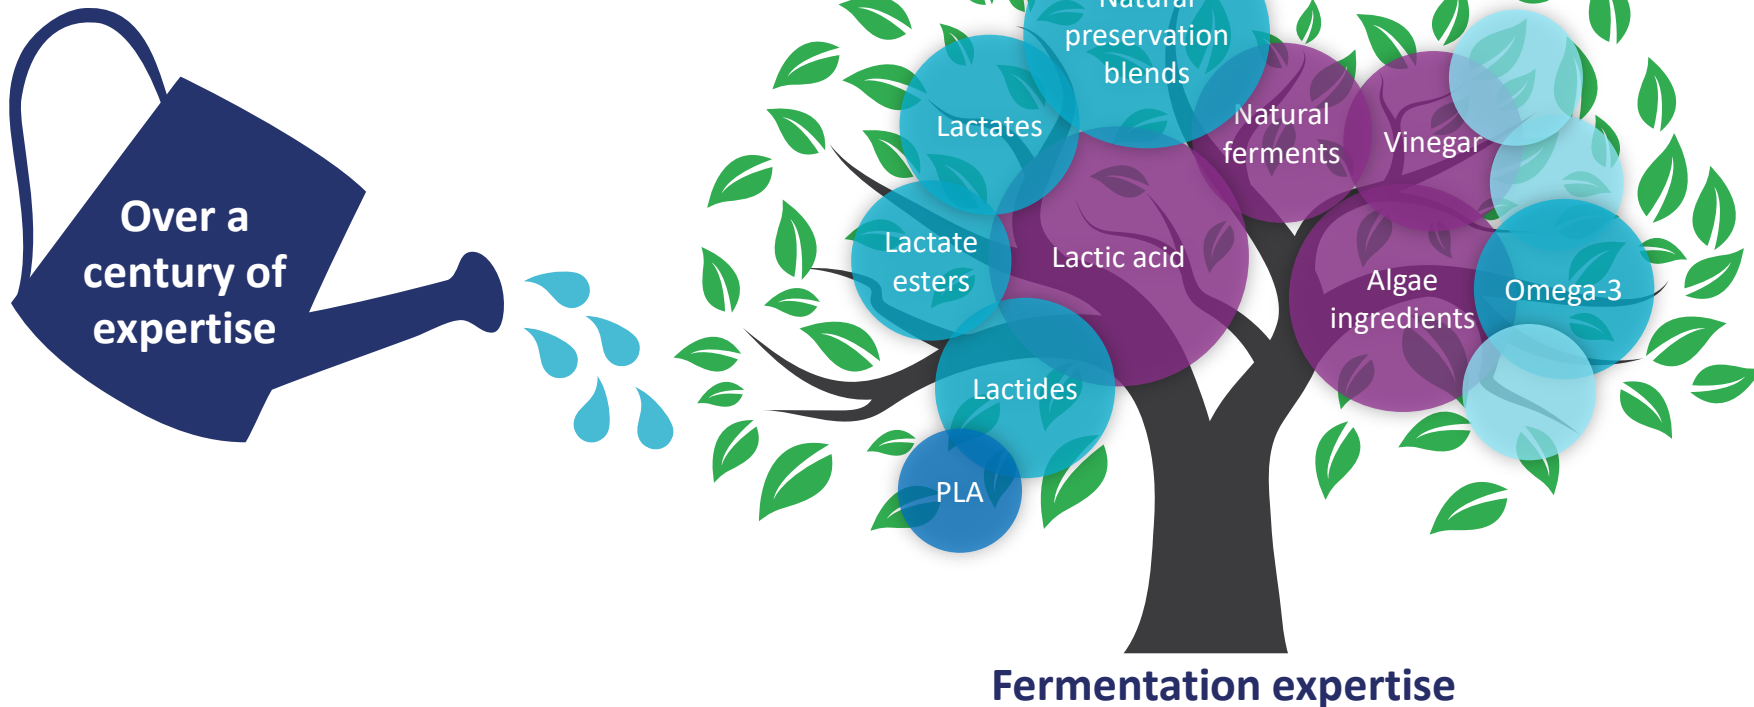 Over a
century of
expertise
Natural
preservation
blends
Lactates
Natural
ferments
Vinegar
Lactate
esters
Lactic acid
Algae
ingredients
Omega-3
Lactides
PLA
Fermentation expertise